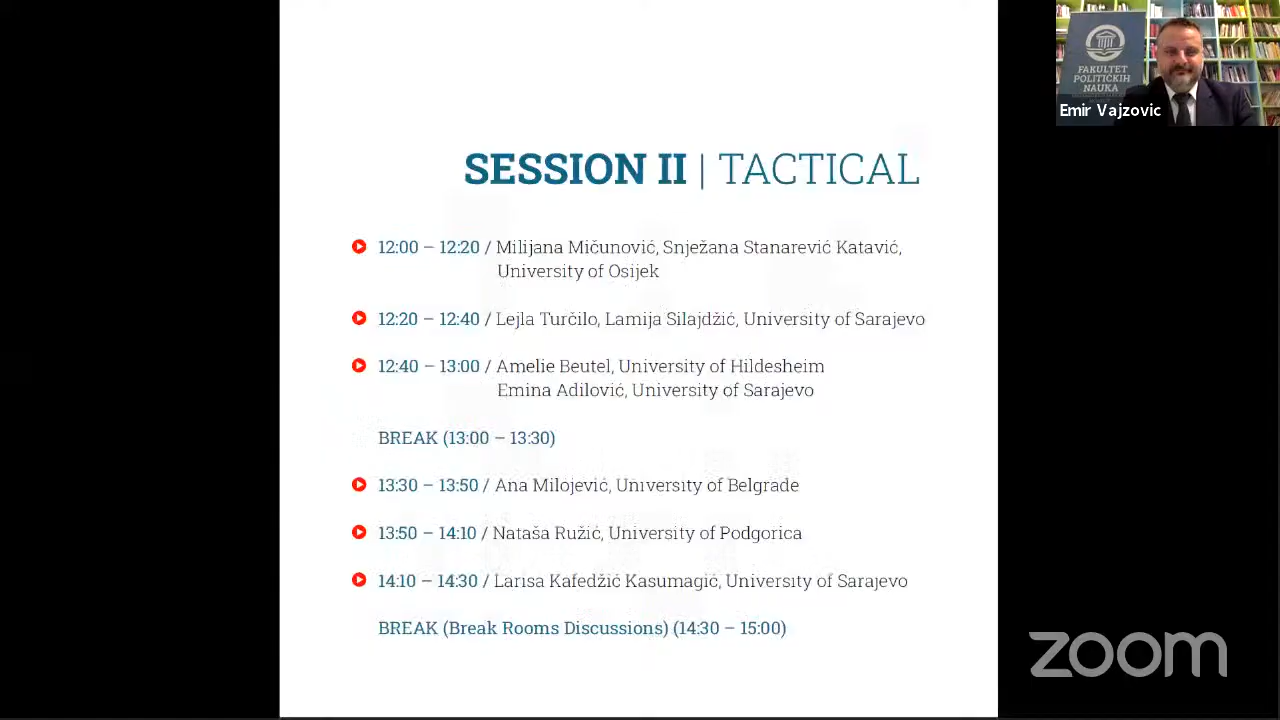 FAKULTET
POLITIČKIH
NAUKA
Emir Vajzovic
SESSION II | TACTICAL
12:00 – 12:20 / Milijana Mičunović, Snježana Stanarević Katavić,
University of Osijek
12:20 – 12:40 / Lejla Turčilo, Lamija Silajdžić, University of Sarajevo
12:40 – 13:00 / Amelie Beutel, University of Hildesheim
Emina Adilović, University of Sarajevo
BREAK (13:00 – 13:30)
13:30 – 13:50 / Ana Milojević, University of Belgrade
13:50 – 14:10 / Nataša Ružić, University of Podgorica
14:10 – 14:30 / Larisa Kafedžić Kasumagić, University of Sarajevo
BREAK (Break Rooms Discussions) (14:30 – 15:00)
zoom